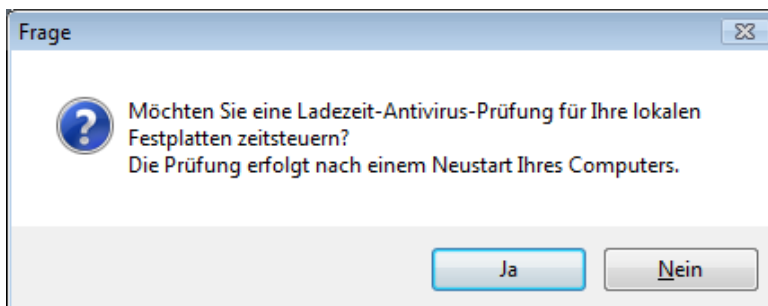 Frage
Möchten Sie eine Ladezeit-Antivirus-Prüfung für Ihre lokalen
Festplatten zeitsteuern?
Die Prüfung erfolgt nach einem Neustart Ihres Computers.
Ja
Nein